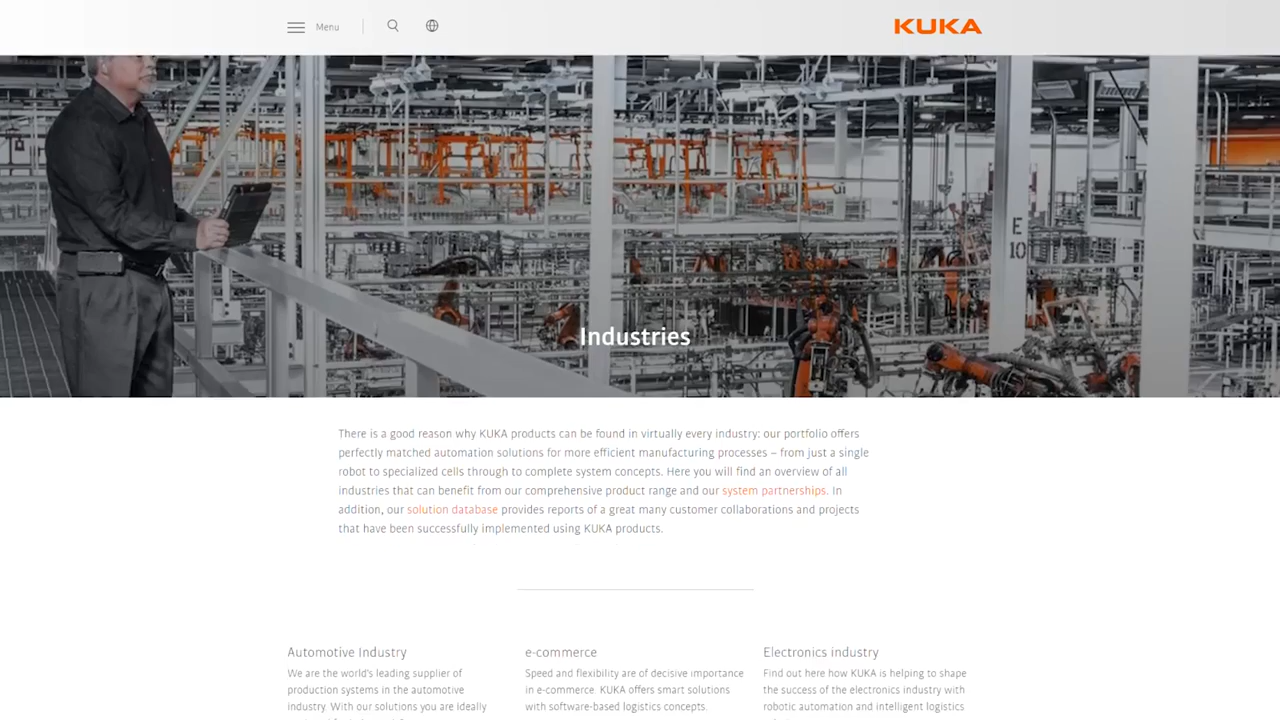 Menu
KUKA
E
10
Industries
There is a good reason why KUKA products can be found in virtually every industry: our portfolio offers
perfectly matched automation solutions for more efficient manufacturing processes – from just a single
robot to specialized cells through to complete system concepts. Here you will find an overview of all
industries that can benefit from our comprehensive product range and our system partnerships. In
addition, our solution database provides reports of a great many customer collaborations and projects
that have been successfully implemented using KUKA products.
Automotive Industry
We are the world's leading supplier of
production systems in the automotive
industry. With our solutions you are ideally
e-commerce
Speed and flexibility are of decisive importance
in e-commerce. KUKA offers smart solutions
with software-based logistics concepts.
Electronics industry
Find out here how KUKA is helping to shape
the success of the electronics industry with
robotic automation and intelligent logistics